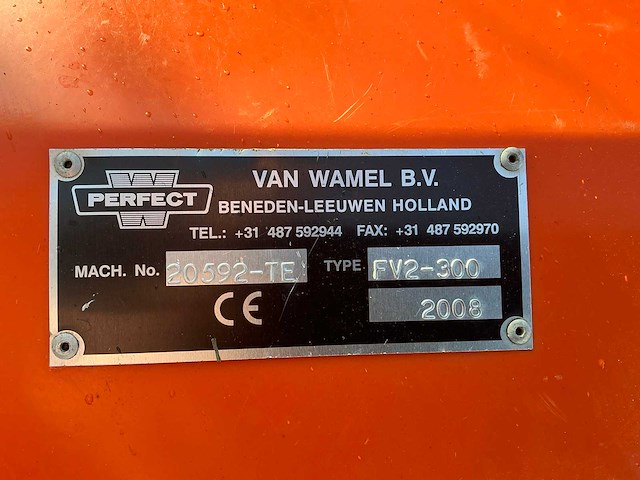 PERFECT
VAN WAMEL B.V.
BENEDEN-LEEUWEN HOLLAND
TEL.: +31 487 592944 FAX: +31 487 592970
MACH. No. 20592-TE TYPE FV2-300
CE 2008